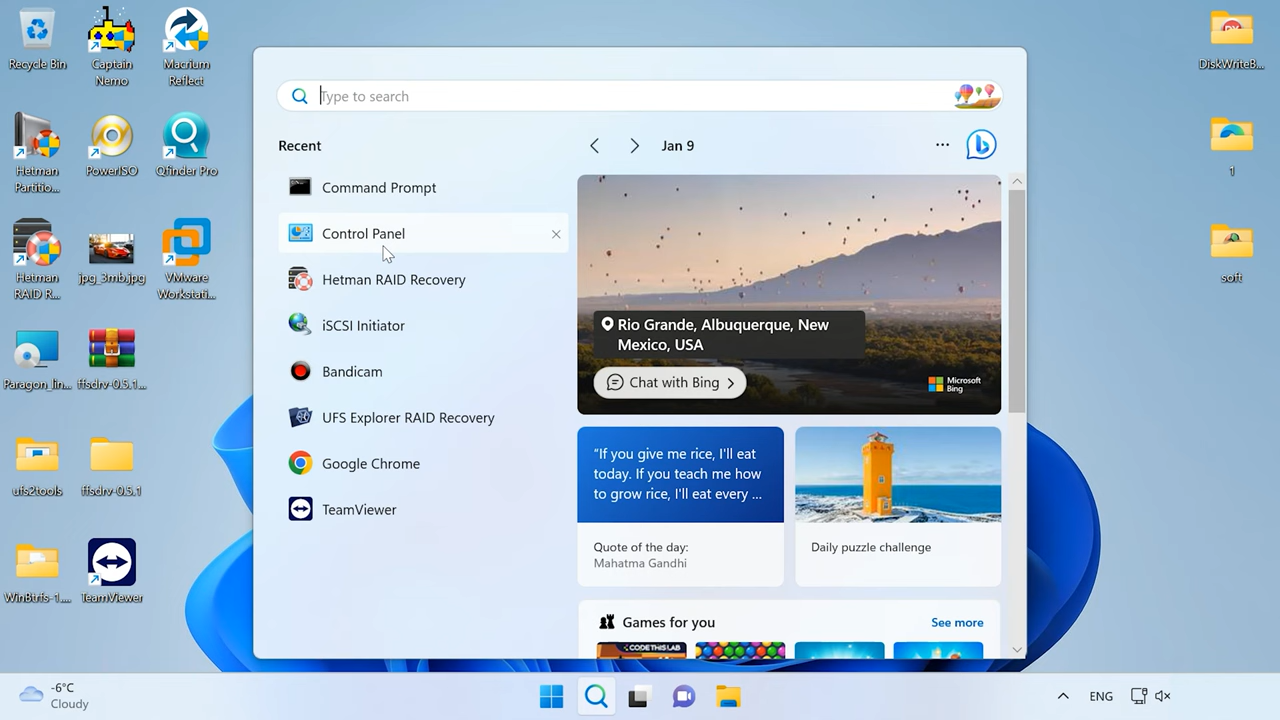 Recycle Bin
Captain
Nemo
Macrium
Reflect
Hetman
Partitio...
PowerISO
Qfinder Pro
Hetman
RAID R...
jpg_3mb.jpg
VMware
Workstati...
Paragon_lin...
ffsdrv-0.5.1...
ufs2tools
ffsdrv-0.5.1
WinBtrfs-1....
TeamViewer
Type to search
Recent
Command Prompt
Control Panel
Hetman RAID Recovery
iSCSI Initiator
Bandicam
UFS Explorer RAID Recovery
Google Chrome
TeamViewer
Jan 9
Rio Grande, Albuquerque, New
Mexico, USA
Chat with Bing
Microsoft
Bing
“If you give me rice, I'll eat
today. If you teach me how
to grow rice, I'll eat every ...
Quote of the day:
Mahatma Gandhi
Daily puzzle challenge
Games for you
See more
CODE THIS LAB
DiskWriteB...
1
soft
-6°C
Cloudy
ENG